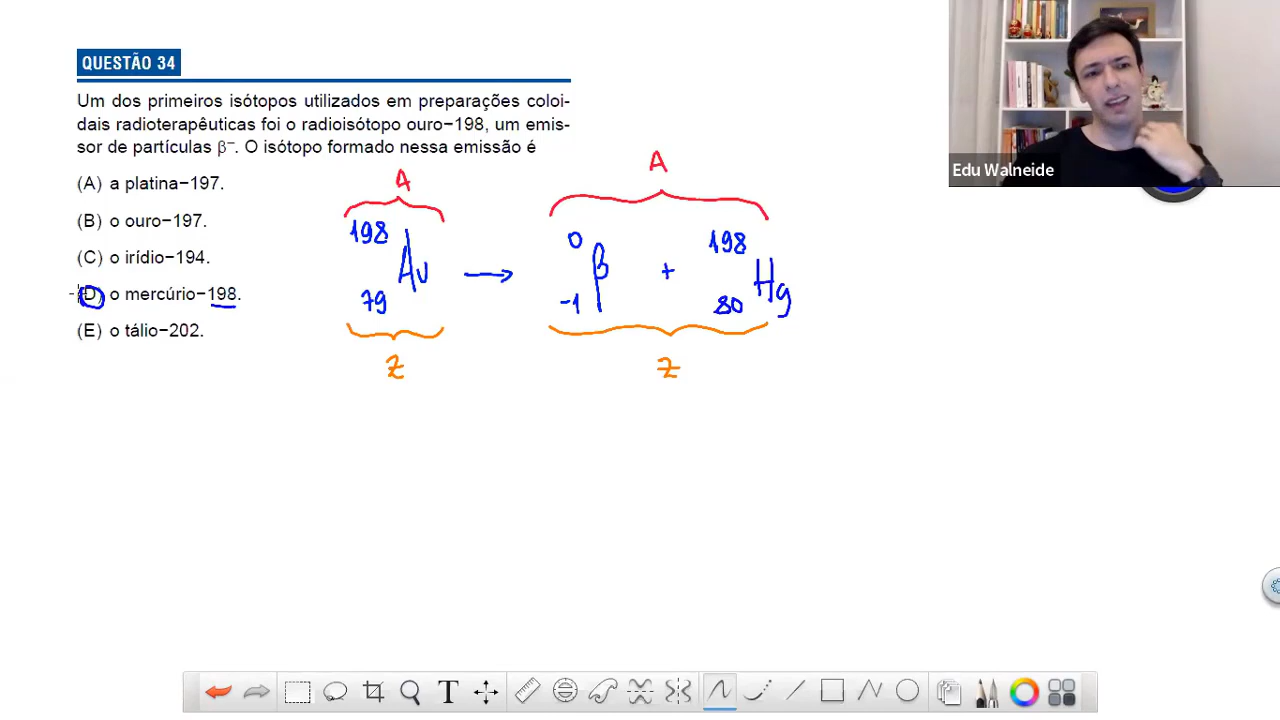 QUESTÃO 34
Um dos primeiros isótopos utilizados em preparações coloi-
dais radioterapêuticas foi o radioisótopo ouro−198, um emis-
sor de partículas β⁻. O isótopo formado nessa emissão é
(A) a platina−197.
(B) o ouro−197.
(C) o irídio−194.
(D) o mercúrio−198.
(E) o tálio−202.
A A
198 0 198
Au → β + Hg
79 -1 80
Z Z
Edu Walneide
T